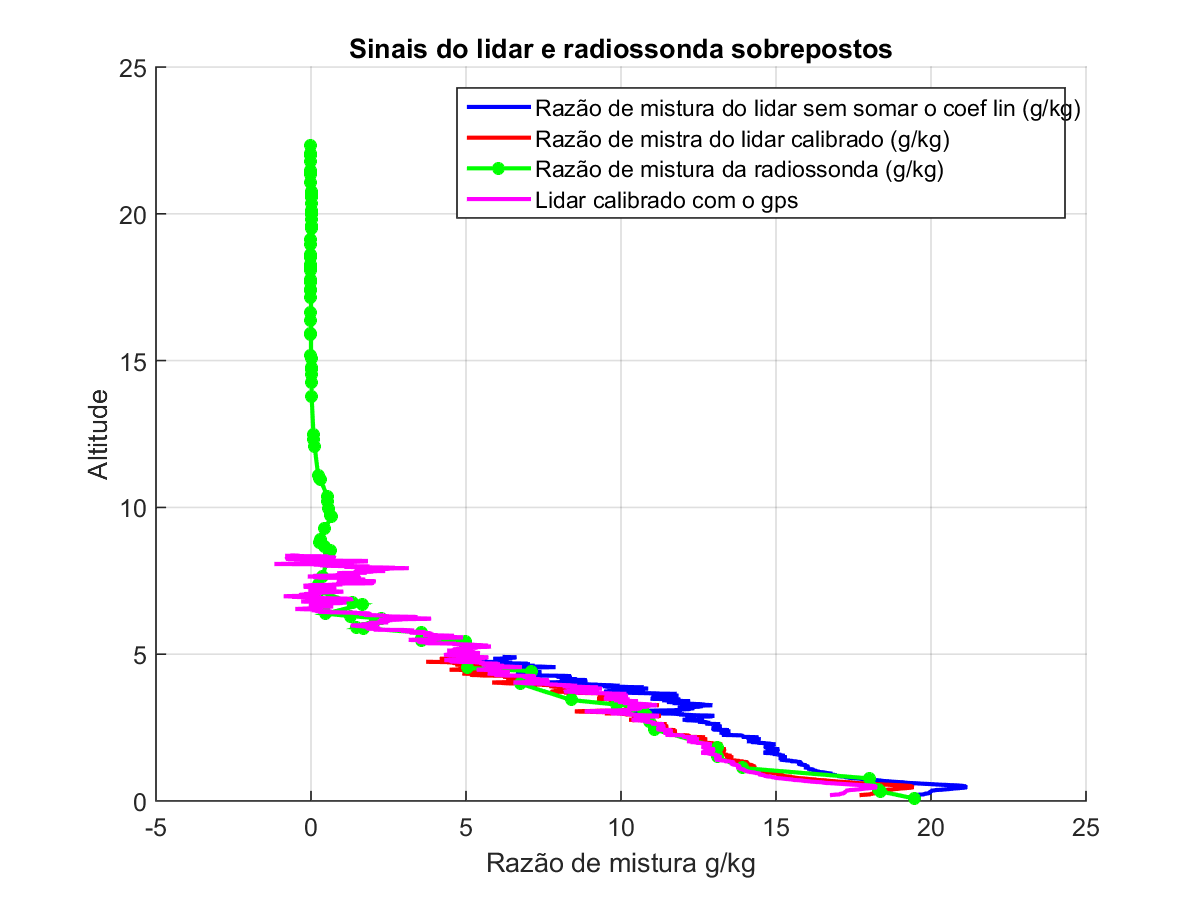 Sinais do lidar e radiossonda sobrepostos
25
Razão de mistura do lidar sem somar o coef lin (g/kg)
Razão de mistra do lidar calibrado (g/kg)
Razão de mistura da radiossonda (g/kg)
Lidar calibrado com o gps
20
15
Altitude
10
5
0
-5 0 5 10 15 20 25
Razão de mistura g/kg